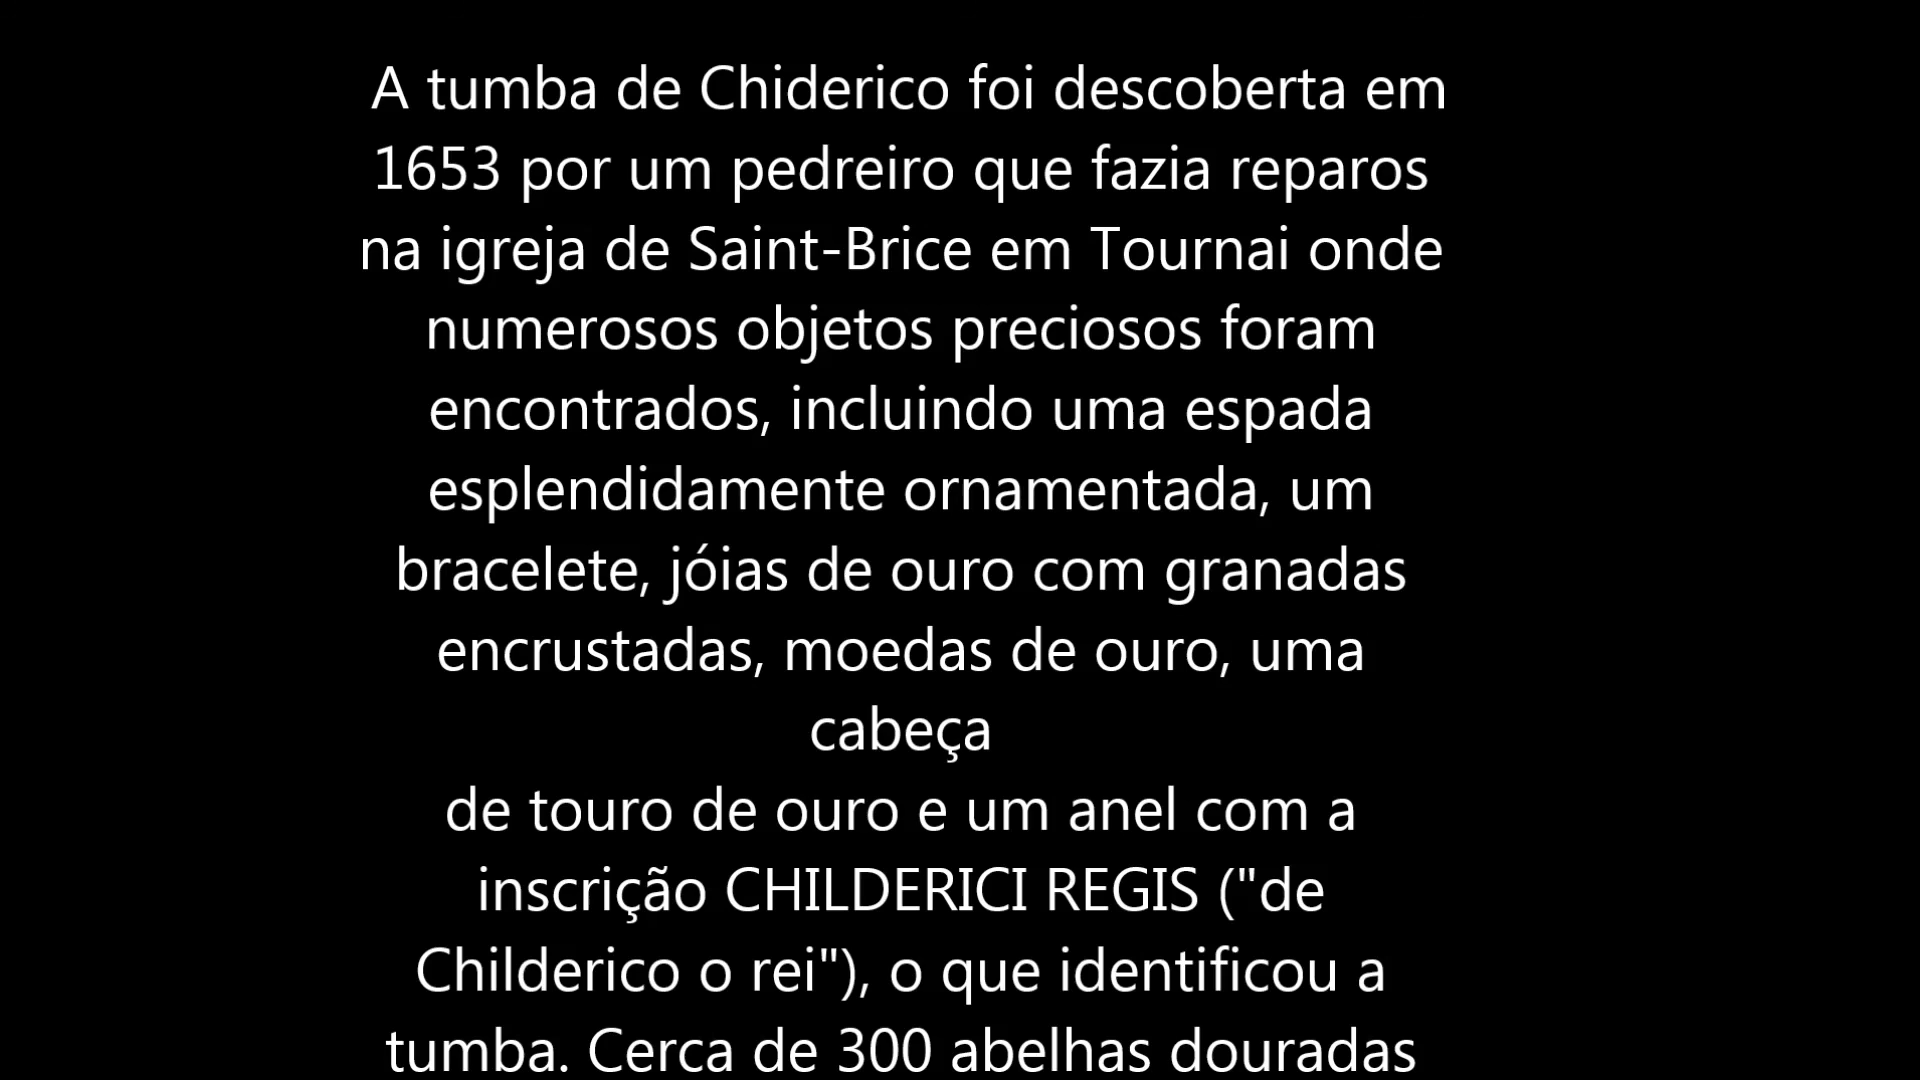 A tumba de Chiderico foi descoberta em
1653 por um pedreiro que fazia reparos
na igreja de Saint-Brice em Tournai onde
numerosos objetos preciosos foram
encontrados, incluindo uma espada
esplendidamente ornamentada, um
bracelete, jóias de ouro com granadas
encrustadas, moedas de ouro, uma
cabeça
de touro de ouro e um anel com a
inscrição CHILDERICI REGIS ("de
Childerico o rei"), o que identificou a
tumba. Cerca de 300 abelhas douradas